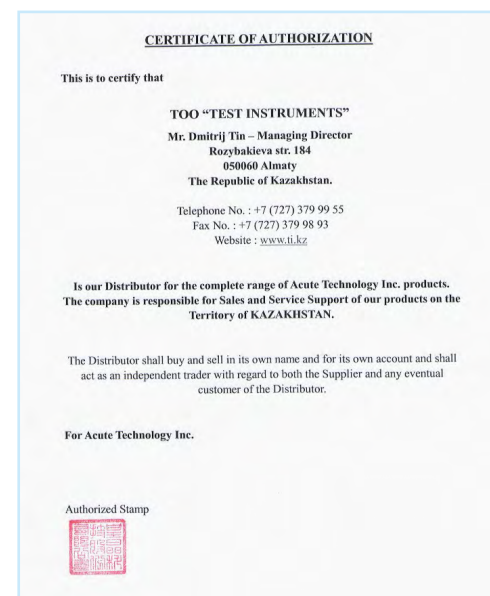 CERTIFICATE OF AUTHORIZATION
This is to certify that
TOO “TEST INSTRUMENTS”
Mr. Dmitrij Tin – Managing Director
Rozybakieva str. 184
050060 Almaty
The Republic of Kazakhstan.
Telephone No. : +7 (727) 379 99 55
Fax No. : +7 (727) 379 98 93
Website : www.ti.kz
Is our Distributor for the complete range of Acute Technology Inc. products.
The company is responsible for Sales and Service Support of our products on the
Territory of KAZAKHSTAN.
The Distributor shall buy and sell in its own name and for its own account and shall
act as an independent trader with regard to both the Supplier and any eventual
customer of the Distributor.
For Acute Technology Inc.
Authorized Stamp